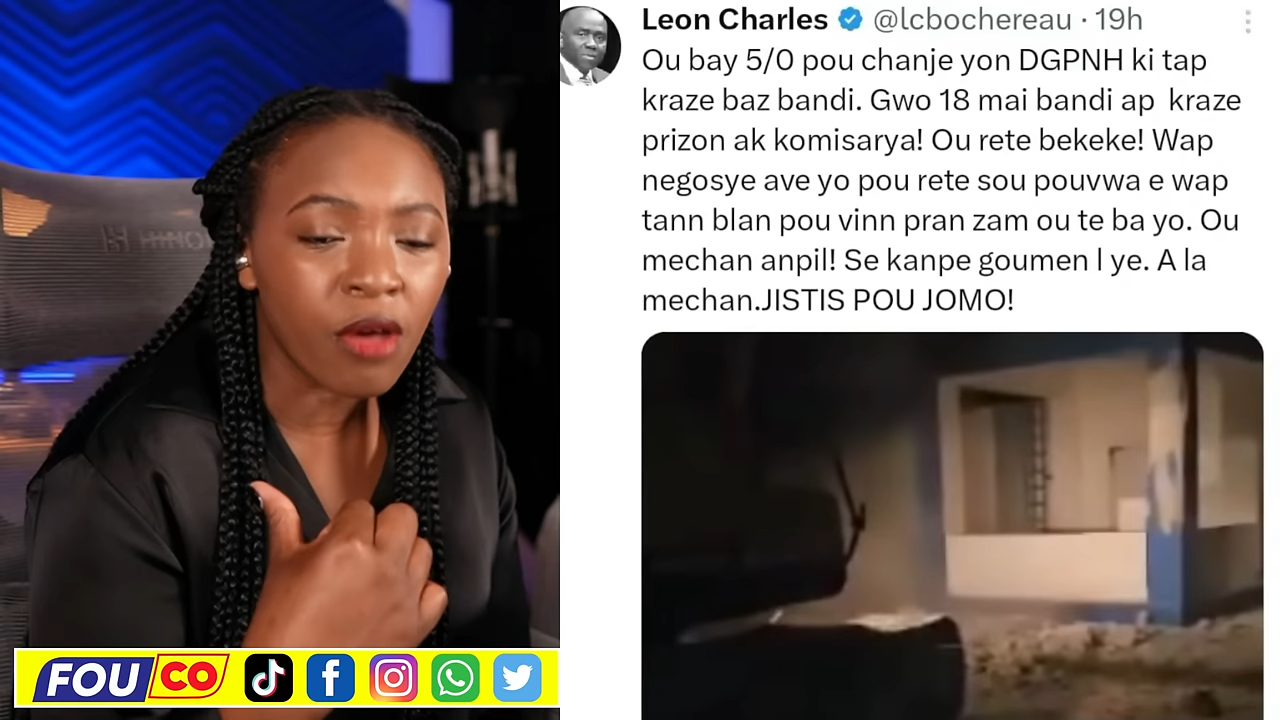 Leon Charles @lcbochereau · 19h
Ou bay 5/0 pou chanje yon DGPNH ki tap
kraze baz bandi. Gwo 18 mai bandi ap  kraze
prizon ak komisarya! Ou rete bekeke! Wap
negosye ave yo pou rete sou pouvwa e wap
tann blan pou vinn pran zam ou te ba yo. Ou
mechan anpil! Se kanpe goumen l ye. A la
mechan.JISTIS POU JOMO!
FOUCO